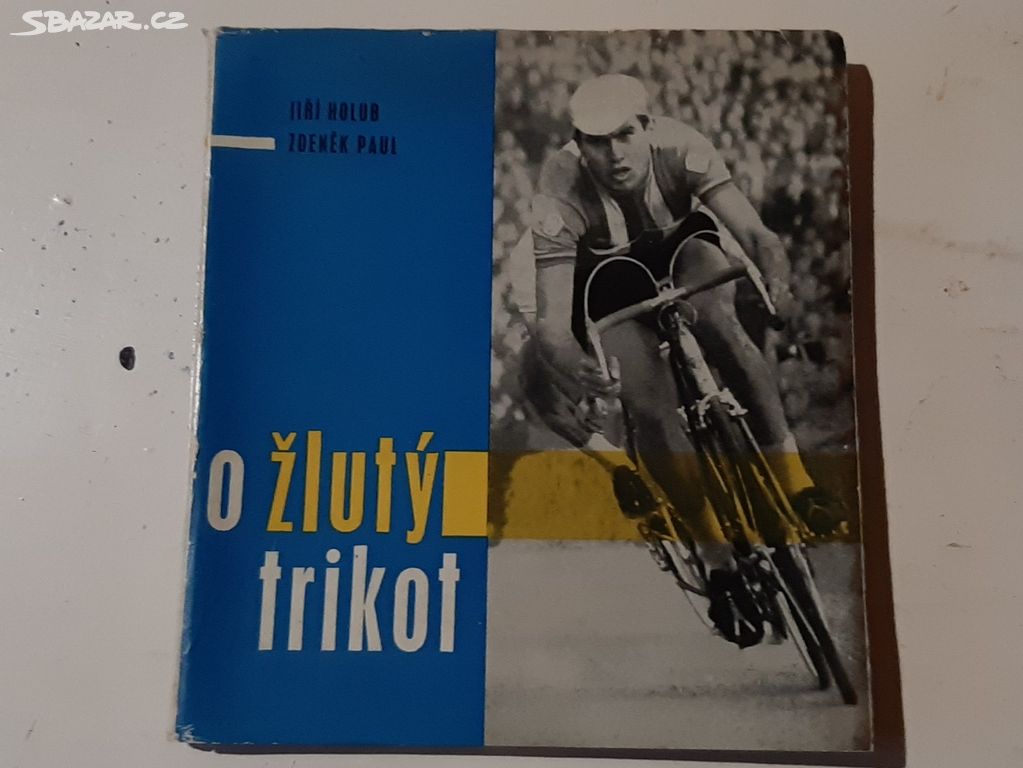 SBAZAR.CZ
JIŘÍ HOLUB
ZDENĚK PAUL
o žlutý
trikot